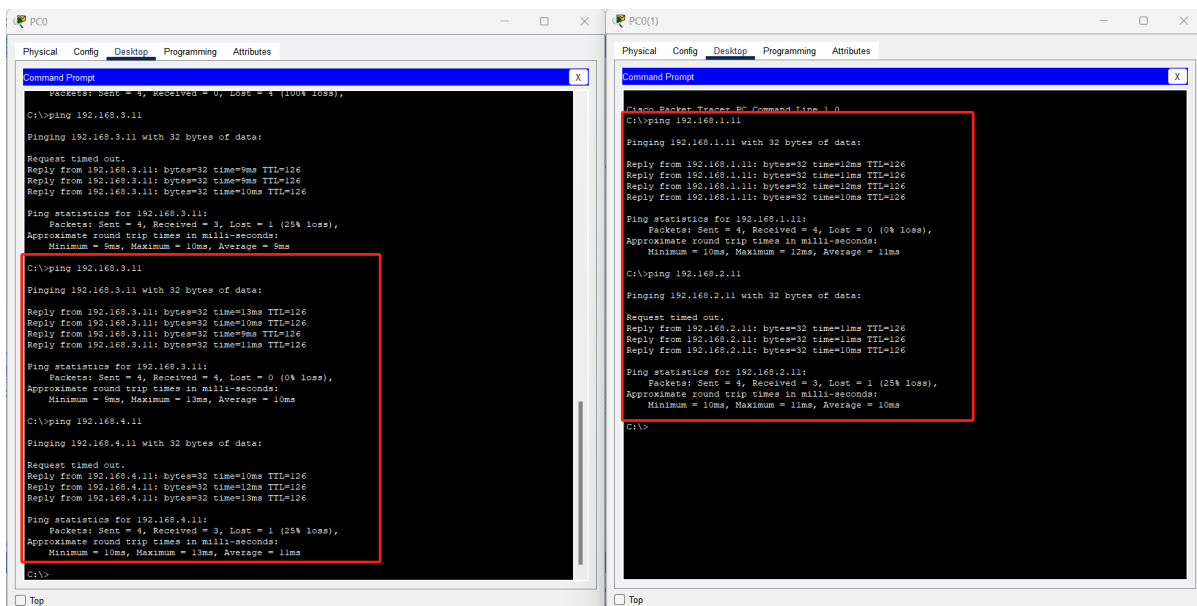 PC0
Physical Config Desktop Programming Attributes
Command Prompt X
Packets: Sent = 4, Received = 0, Lost = 4 (100% loss),
C:\>ping 192.168.3.11
Pinging 192.168.3.11 with 32 bytes of data:
Request timed out.
Reply from 192.168.3.11: bytes=32 time=9ms TTL=126
Reply from 192.168.3.11: bytes=32 time=9ms TTL=126
Reply from 192.168.3.11: bytes=32 time=10ms TTL=126
Ping statistics for 192.168.3.11:
Packets: Sent = 4, Received = 3, Lost = 1 (25% loss),
Approximate round trip times in milli-seconds:
Minimum = 9ms, Maximum = 10ms, Average = 9ms
C:\>ping 192.168.3.11
Pinging 192.168.3.11 with 32 bytes of data:
Reply from 192.168.3.11: bytes=32 time=13ms TTL=126
Reply from 192.168.3.11: bytes=32 time=10ms TTL=126
Reply from 192.168.3.11: bytes=32 time=9ms TTL=126
Reply from 192.168.3.11: bytes=32 time=11ms TTL=126
Ping statistics for 192.168.3.11:
Packets: Sent = 4, Received = 4, Lost = 0 (0% loss),
Approximate round trip times in milli-seconds:
Minimum = 9ms, Maximum = 13ms, Average = 10ms
C:\>ping 192.168.4.11
Pinging 192.168.4.11 with 32 bytes of data:
Request timed out.
Reply from 192.168.4.11: bytes=32 time=10ms TTL=126
Reply from 192.168.4.11: bytes=32 time=12ms TTL=126
Reply from 192.168.4.11: bytes=32 time=13ms TTL=126
Ping statistics for 192.168.4.11:
Packets: Sent = 4, Received = 3, Lost = 1 (25% loss),
Approximate round trip times in milli-seconds:
Minimum = 10ms, Maximum = 13ms, Average = 11ms
C:\>
Top
PC0(1)
Physical Config Desktop Programming Attributes
Command Prompt X
Cisco Packet Tracer PC Command Line 1.0
C:\>ping 192.168.1.11
Pinging 192.168.1.11 with 32 bytes of data:
Reply from 192.168.1.11: bytes=32 time=12ms TTL=126
Reply from 192.168.1.11: bytes=32 time=11ms TTL=126
Reply from 192.168.1.11: bytes=32 time=12ms TTL=126
Reply from 192.168.1.11: bytes=32 time=10ms TTL=126
Ping statistics for 192.168.1.11:
Packets: Sent = 4, Received = 4, Lost = 0 (0% loss),
Approximate round trip times in milli-seconds:
Minimum = 10ms, Maximum = 12ms, Average = 11ms
C:\>ping 192.168.2.11
Pinging 192.168.2.11 with 32 bytes of data:
Request timed out.
Reply from 192.168.2.11: bytes=32 time=11ms TTL=126
Reply from 192.168.2.11: bytes=32 time=11ms TTL=126
Reply from 192.168.2.11: bytes=32 time=10ms TTL=126
Ping statistics for 192.168.2.11:
Packets: Sent = 4, Received = 3, Lost = 1 (25% loss),
Approximate round trip times in milli-seconds:
Minimum = 10ms, Maximum = 11ms, Average = 10ms
C:\>
Top